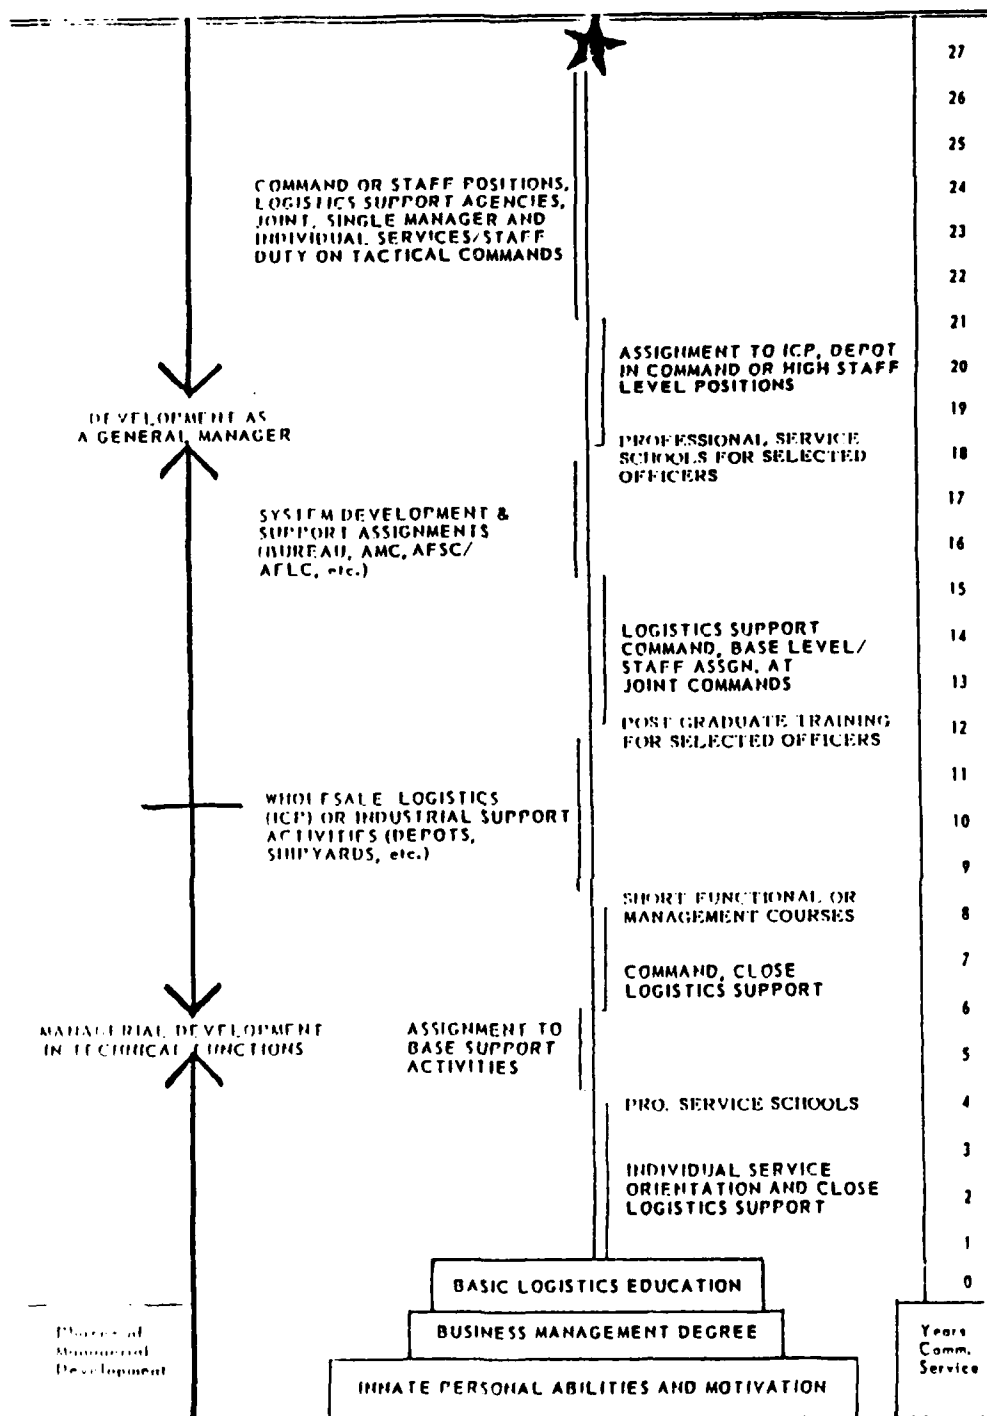 27
26
25
COMMAND OR STAFF POSITIONS,
LOGISTICS SUPPORT AGENCIES,
JOINT, SINGLE MANAGER AND
INDIVIDUAL SERVICES/STAFF
DUTY ON TACTICAL COMMANDS
24
23
22
21
ASSIGNMENT TO ICP, DEPOT
IN COMMAND OR HIGH STAFF
LEVEL POSITIONS
20
19
DEVELOPMENT AS
A GENERAL MANAGER
PROFESSIONAL SERVICE
SCHOOLS FOR SELECTED
OFFICERS
18
17
SYSTEM DEVELOPMENT &
SUPPORT ASSIGNMENTS
(BUREAU, AMC, AFSC/
AFLC, etc.)
16
15
LOGISTICS SUPPORT
COMMAND, BASE LEVEL/
STAFF ASSGN. AT
JOINT COMMANDS
14
13
POST GRADUATE TRAINING
FOR SELECTED OFFICERS
12
11
WHOLESALE LOGISTICS
(ICP) OR INDUSTRIAL SUPPORT
ACTIVITIES (DEPOTS,
SHIPYARDS, etc.)
10
9
SHORT FUNCTIONAL OR
MANAGEMENT COURSES
8
7
COMMAND, CLOSE
LOGISTICS SUPPORT
6
MANAGERIAL DEVELOPMENT
IN TECHNICAL FUNCTIONS
ASSIGNMENT TO
BASE SUPPORT
ACTIVITIES
5
PRO. SERVICE SCHOOLS
4
3
INDIVIDUAL SERVICE
ORIENTATION AND CLOSE
LOGISTICS SUPPORT
2
1
BASIC LOGISTICS EDUCATION
0
BUSINESS MANAGEMENT DEGREE
INNATE PERSONAL ABILITIES AND MOTIVATION
Phases of
Managerial
Development
Years
Comm.
Service